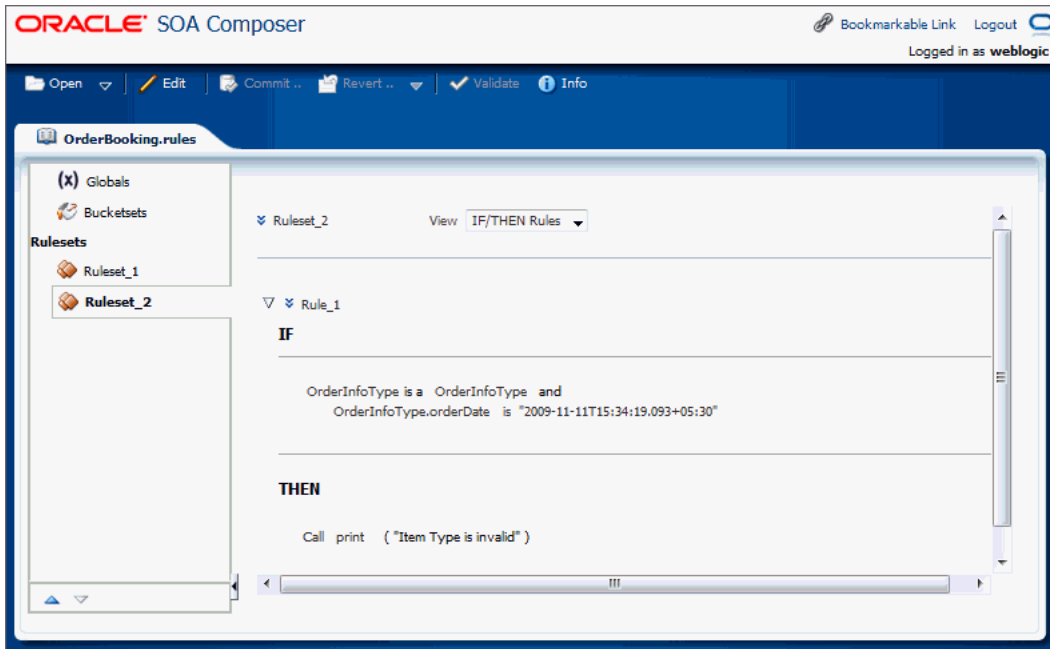 ORACLE SOA Composer
Bookmarkable Link Logout
Logged in as weblogic
Open Edit Commit .. Revert .. Validate Info
OrderBooking.rules
(x) Globals
Bucketsets
Rulesets
Ruleset_1
Ruleset_2
Ruleset_2 View IF/THEN Rules
Rule_1
IF
OrderInfoType is a OrderInfoType and
OrderInfoType.orderDate is "2009-11-11T15:34:19.093+05:30"
THEN
Call print ( "Item Type is invalid" )